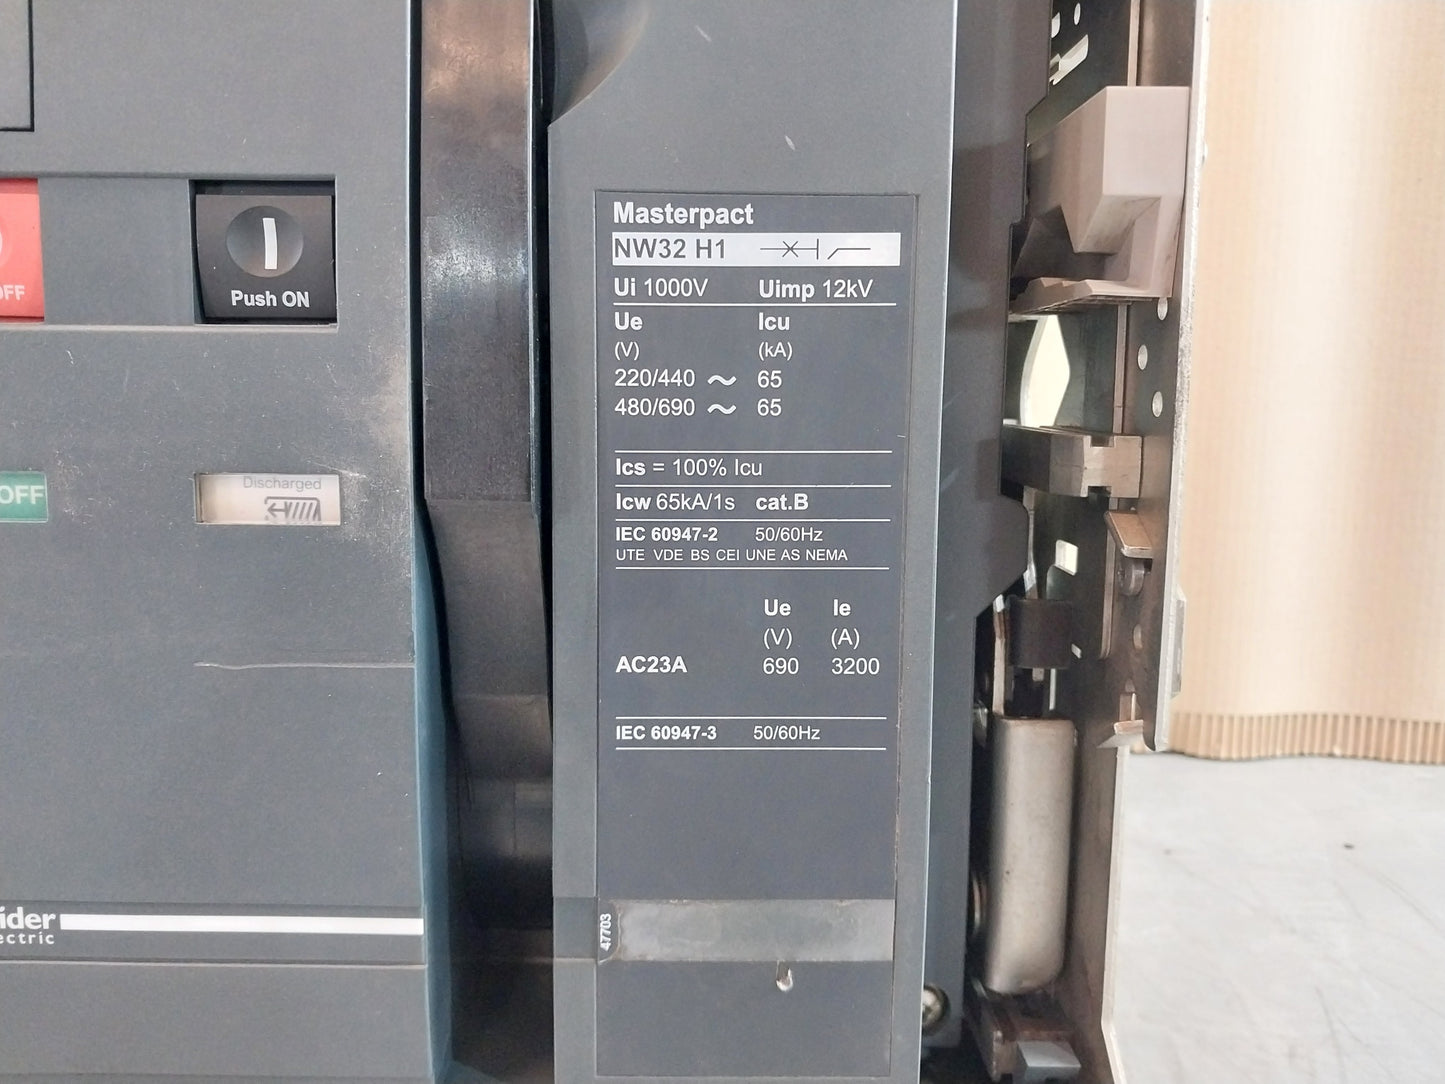 OFF
Push ON
OFF
Discharged
ider
ectric
Masterpact
NW32 H1
Ui 1000V Uimp 12kV
Ue Icu
(V) (kA)
220/440 ~ 65
480/690 ~ 65
Ics = 100% Icu
Icw 65kA/1s cat.B
IEC 60947-2 50/60Hz
UTE VDE BS CEI UNE AS NEMA
Ue Ie
(V) (A)
AC23A 690 3200
IEC 60947-3 50/60Hz
47703